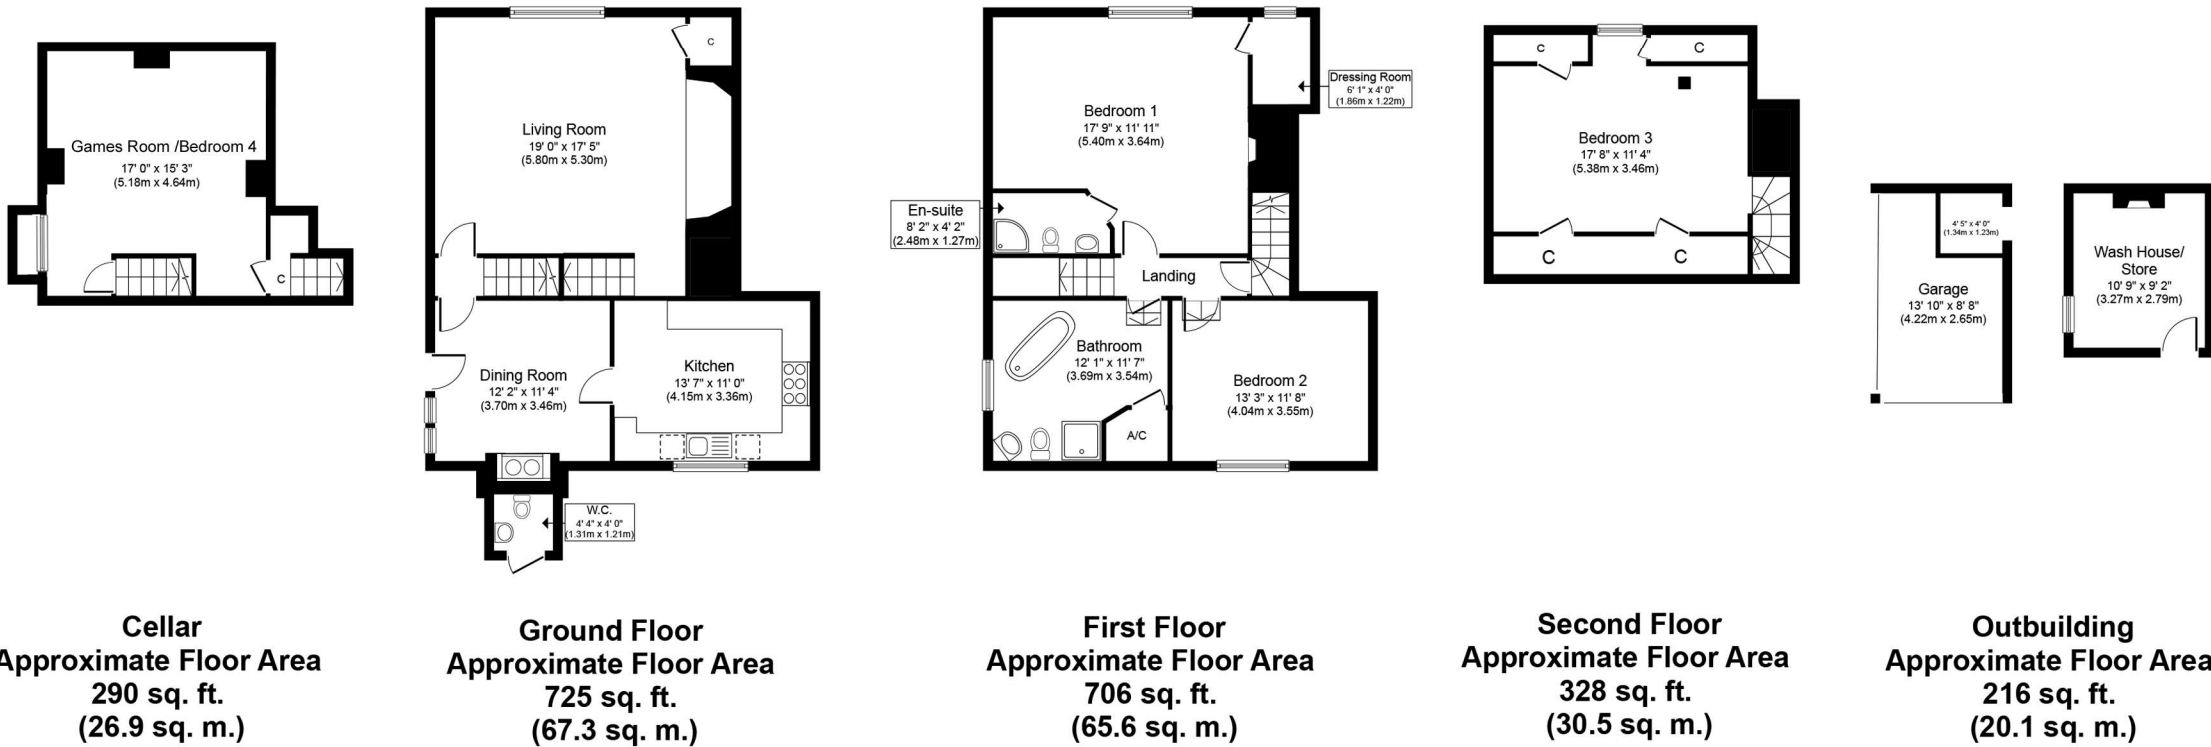 Games Room /Bedroom 4
17' 0" x 15' 3"
(5.18m x 4.64m)
C
Cellar
Approximate Floor Area
290 sq. ft.
(26.9 sq. m.)
Living Room
19' 0" x 17' 5"
(5.80m x 5.30m)
C
Dining Room
12' 2" x 11' 4"
(3.70m x 3.46m)
Kitchen
13' 7" x 11' 0"
(4.15m x 3.36m)
W.C.
4' 4" x 4' 0"
(1.31m x 1.21m)
Ground Floor
Approximate Floor Area
725 sq. ft.
(67.3 sq. m.)
Bedroom 1
17' 9" x 11' 11"
(5.40m x 3.64m)
Dressing Room
6' 1" x 4' 0"
(1.86m x 1.22m)
En-suite
8' 2" x 4' 2"
(2.48m x 1.27m)
Landing
Bathroom
12' 1" x 11' 7"
(3.69m x 3.54m)
A/C
Bedroom 2
13' 3" x 11' 8"
(4.04m x 3.55m)
First Floor
Approximate Floor Area
706 sq. ft.
(65.6 sq. m.)
C
C
Bedroom 3
17' 8" x 11' 4"
(5.38m x 3.46m)
C
C
Second Floor
Approximate Floor Area
328 sq. ft.
(30.5 sq. m.)
4' 5" x 4' 0"
(1.34m x 1.23m)
Garage
13' 10" x 8' 8"
(4.22m x 2.65m)
Wash House/
Store
10' 9" x 9' 2"
(3.27m x 2.79m)
Outbuilding
Approximate Floor Area
216 sq. ft.
(20.1 sq. m.)